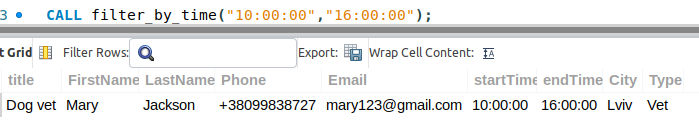 3 CALL filter_by_time("10:00:00","16:00:00");
t Grid Filter Rows: Export: Wrap Cell Content: IA
title FirstName LastName Phone Email startTime endTime City Type
Dog vet Mary Jackson +38099838727 mary123@gmail.com 10:00:00 16:00:00 Lviv Vet